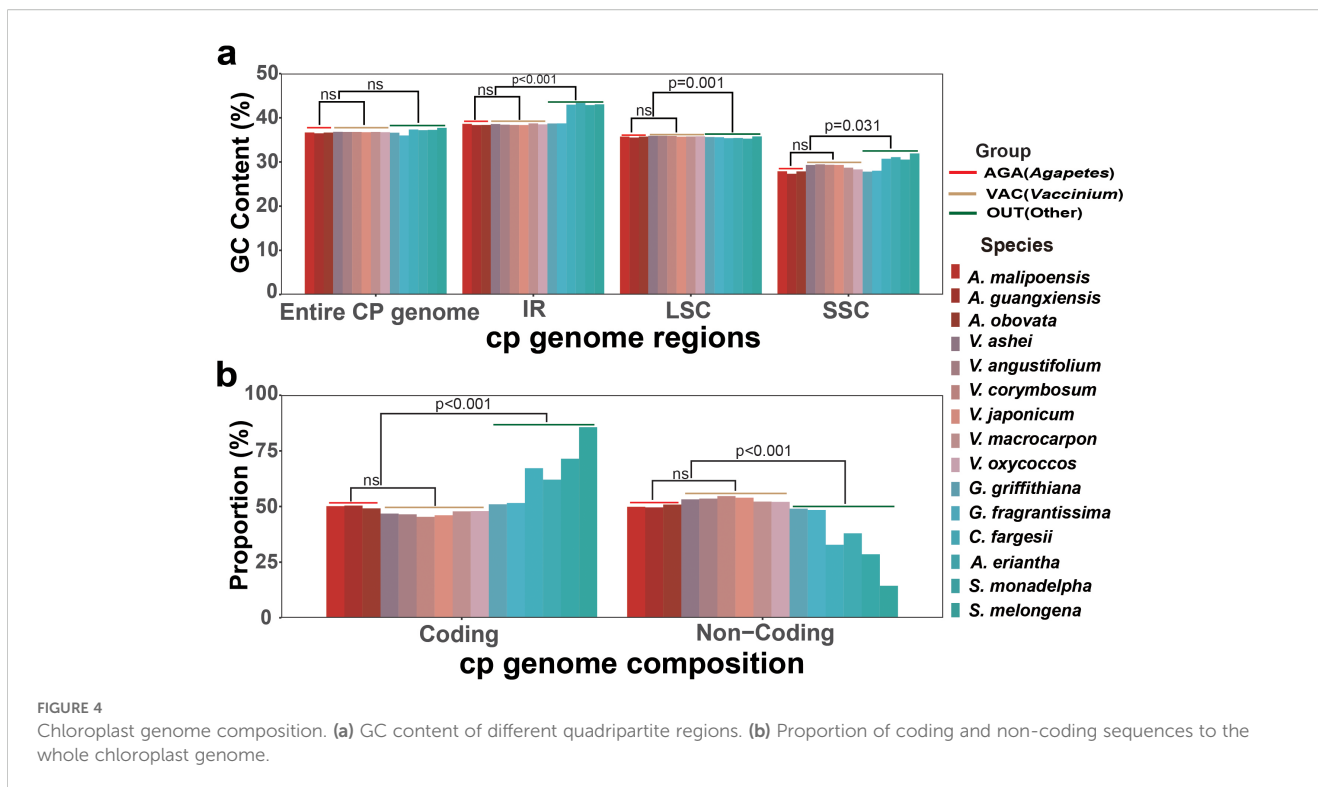 a
GC Content (%)
50
40
30
20
10
0
ns
ns
ns
p<0.001
ns
p=0.001
ns
p=0.031
Entire CP genome
IR
LSC
SSC
cp genome regions
b
Proportion (%)
100
75
50
25
0
ns
p<0.001
ns
p<0.001
Coding
Non−Coding
cp genome composition
Group
AGA(Agapetes)
VAC(Vaccinium)
OUT(Other)
Species
A. malipoensis
A. guangxiensis
A. obovata
V. ashei
V. angustifolium
V. corymbosum
V. japonicum
V. macrocarpon
V. oxycoccos
G. griffithiana
G. fragrantissima
C. fargesii
A. eriantha
S. monadelpha
S. melongena
FIGURE 4
Chloroplast genome composition. (a) GC content of different quadripartite regions. (b) Proportion of coding and non-coding sequences to the
whole chloroplast genome.